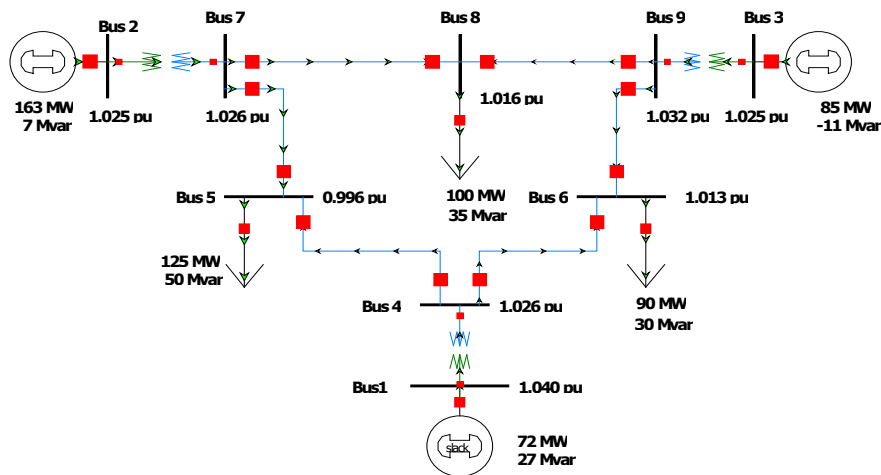 Bus 2
Bus 7
Bus 8
Bus 9
Bus 3
163 MW
7 Mvar
1.025 pu
1.026 pu
1.016 pu
1.032 pu
1.025 pu
85 MW
-11 Mvar
Bus 5
0.996 pu
100 MW
35 Mvar
Bus 6
1.013 pu
125 MW
50 Mvar
Bus 4
1.026 pu
90 MW
30 Mvar
Bus1
1.040 pu
slack
72 MW
27 Mvar